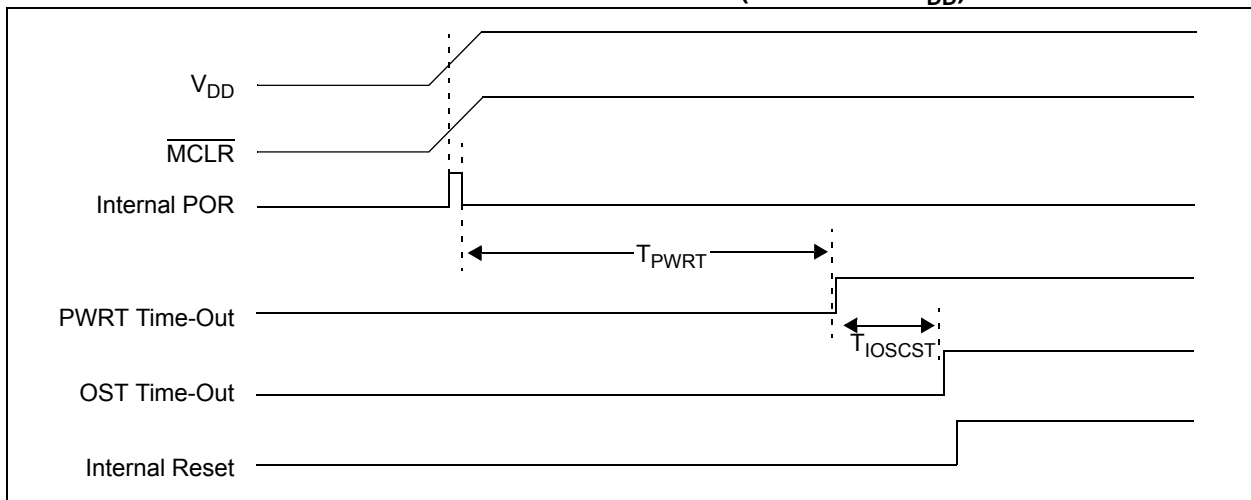 V_DD
MCLR
Internal POR
T_PWRT
PWRT Time-Out
T_IOSCST
OST Time-Out
Internal Reset